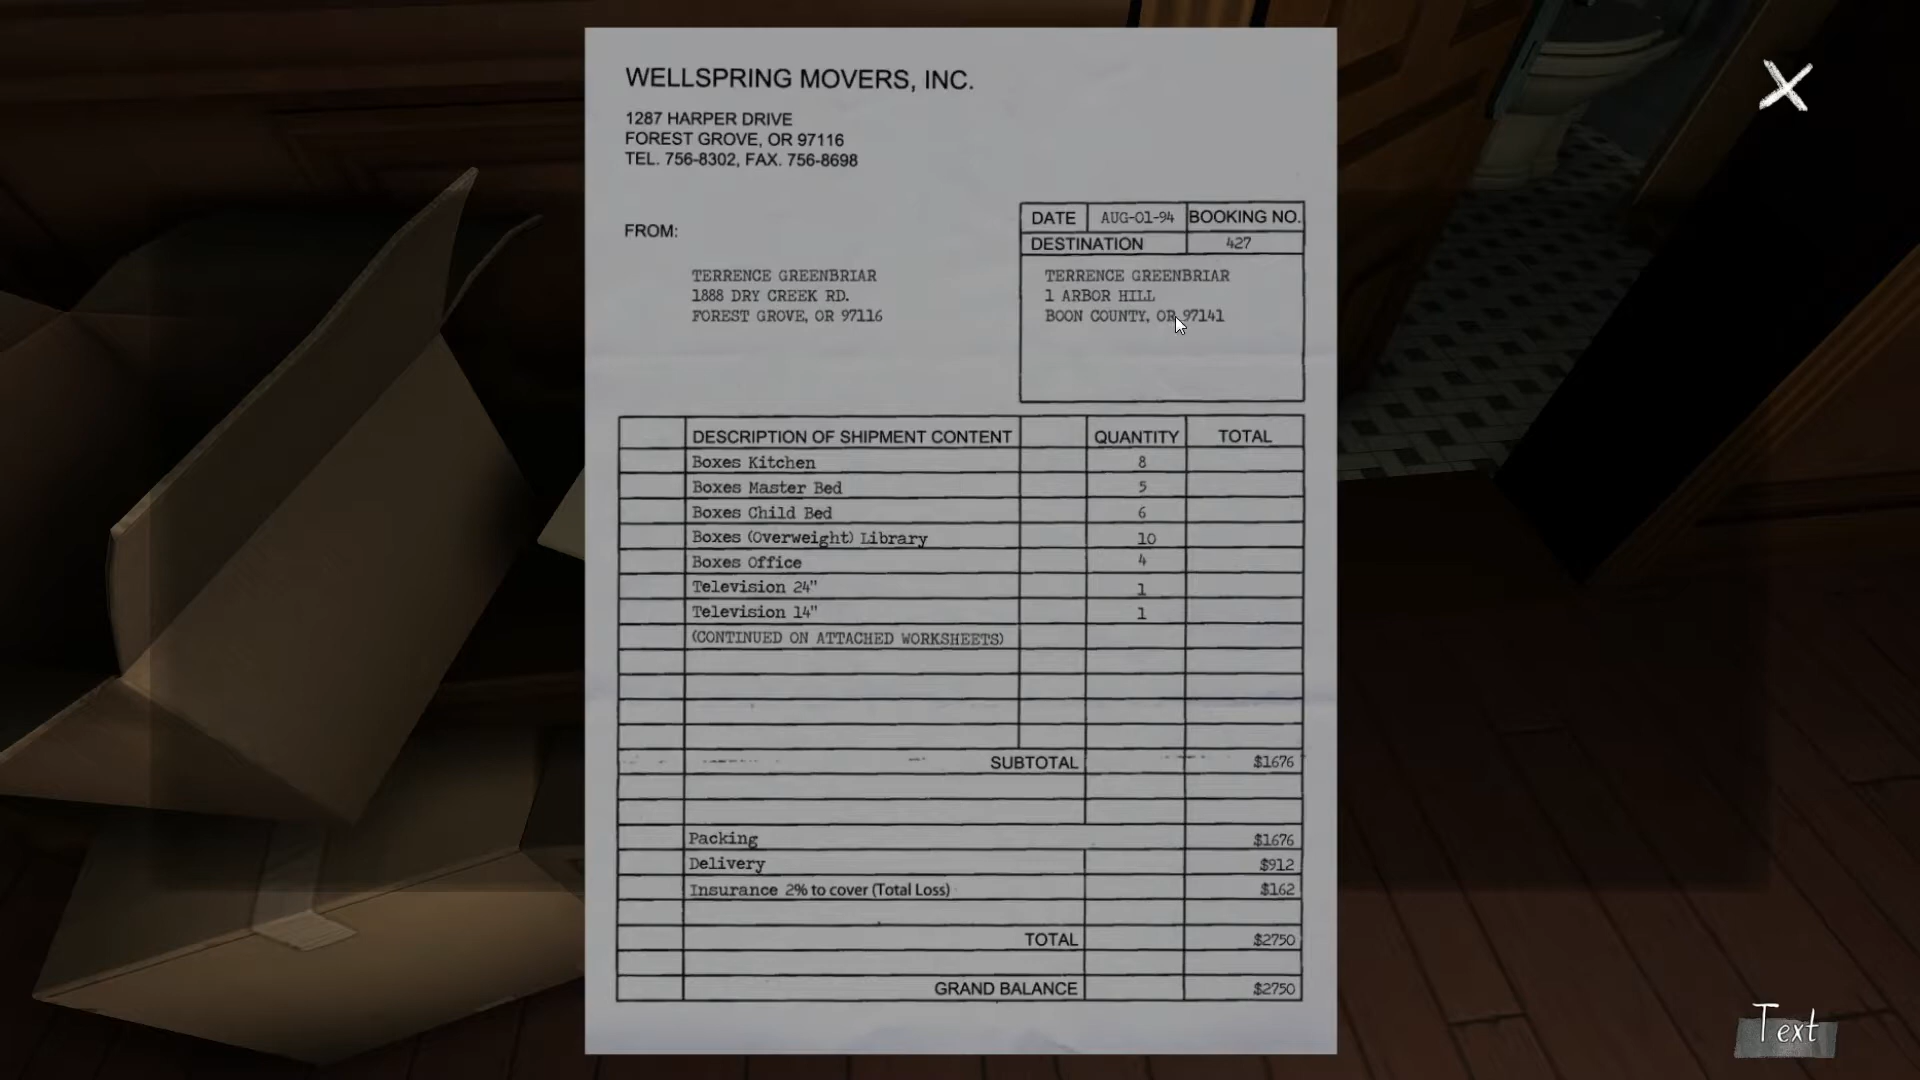 WELLSPRING MOVERS, INC.
1287 HARPER DRIVE
FOREST GROVE, OR 97116
TEL. 756-8302, FAX. 756-8698
FROM:
TERRENCE GREENBRIAR
1888 DRY CREEK RD.
FOREST GROVE, OR 97116
DATE AUG-01-94 BOOKING NO.
DESTINATION 427
TERRENCE GREENBRIAR
1 ARBOR HILL
BOON COUNTY, OR 97141
DESCRIPTION OF SHIPMENT CONTENT QUANTITY TOTAL
Boxes Kitchen 8
Boxes Master Bed 5
Boxes Child Bed 6
Boxes (Overweight) Library 10
Boxes Office 4
Television 24" 1
Television 14" 1
(CONTINUED ON ATTACHED WORKSHEETS)
SUBTOTAL $1676
Packing $1676
Delivery $912
Insurance 2% to cover (Total Loss) $162
TOTAL $2750
GRAND BALANCE $2750
Text